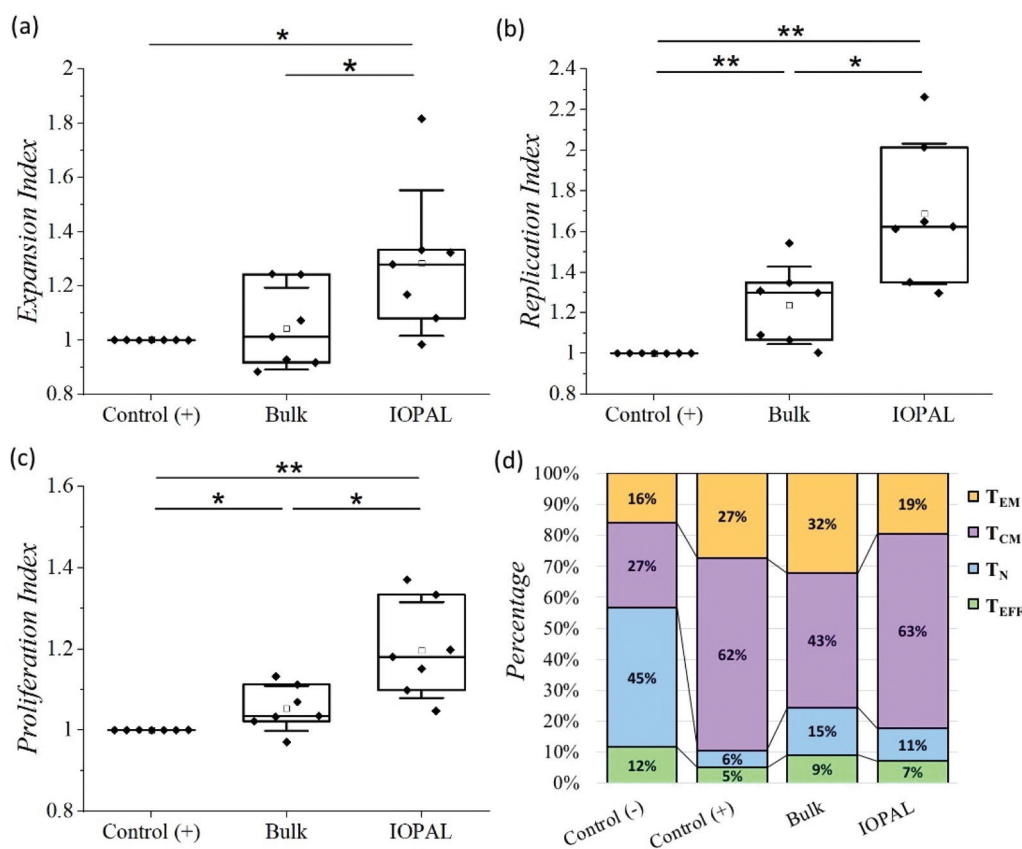 (a)
*
*
2
1.8
1.6
1.4
1.2
1
0.8
Expansion Index
Control (+) Bulk IOPAL
(b)
**
** *
2.4
2.2
2
1.8
1.6
1.4
1.2
1
0.8
Replication Index
Control (+) Bulk IOPAL
(c)
**
* *
1.6
1.4
1.2
1
0.8
Proliferation Index
Control (+) Bulk IOPAL
(d)
100%
90%
80%
70%
60%
50%
40%
30%
20%
10%
0%
Percentage
16% 27% 32% 19%
27% 62% 43% 63%
45% 6% 15% 11%
12% 5% 9% 7%
Control (-) Control (+) Bulk IOPAL
TEM
TCM
TN
TEFF